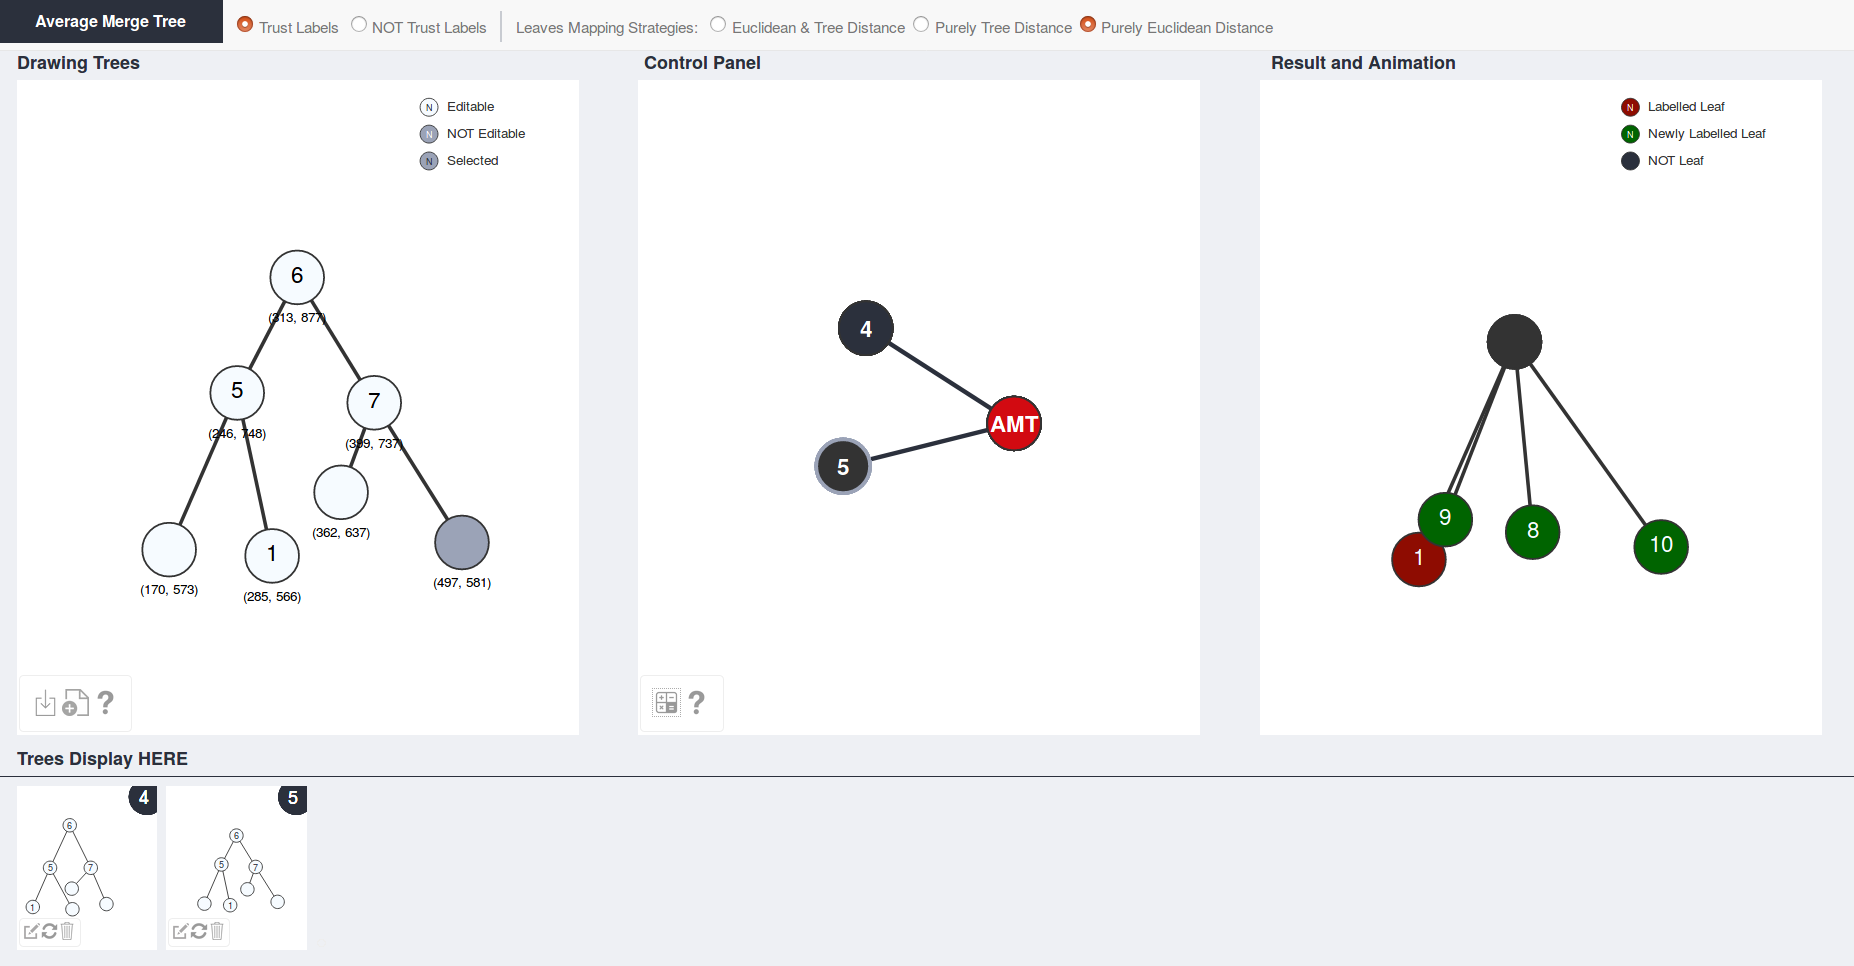 Average Merge Tree
Trust Labels NOT Trust Labels Leaves Mapping Strategies: Euclidean & Tree Distance Purely Tree Distance Purely Euclidean Distance
Drawing Trees
N Editable
N NOT Editable
N Selected
6
(313, 877)
5
(246, 748)
7
(399, 737)
(362, 637)
1
(170, 573)
(285, 566)
(497, 581)
?
Control Panel
4
AMT
5
?
Result and Animation
N Labelled Leaf
N Newly Labelled Leaf
NOT Leaf
9
8
10
1
Trees Display HERE
4
6
5
7
1
5
6
5
7
1